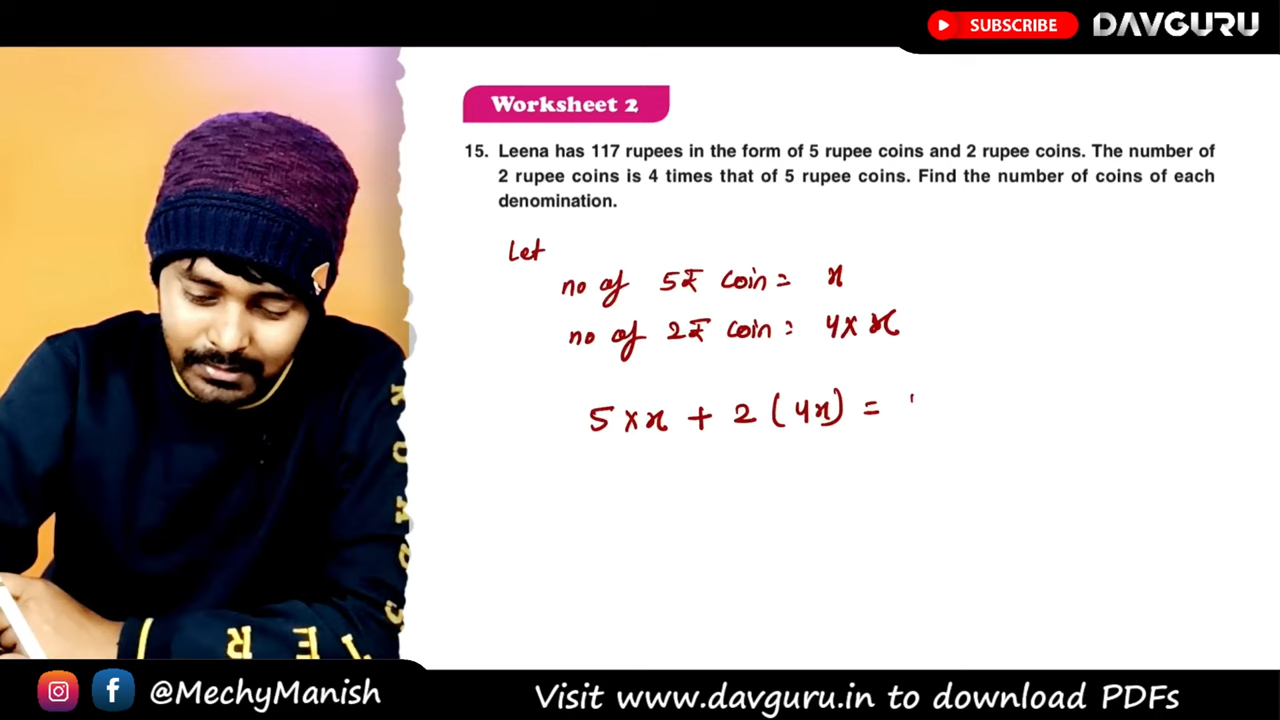 SUBSCRIBE DAVGURU
Worksheet 2
15. Leena has 117 rupees in the form of 5 rupee coins and 2 rupee coins. The number of
2 rupee coins is 4 times that of 5 rupee coins. Find the number of coins of each
denomination.
Let
no of 5₹ coin = x
no of 2₹ coin = 4 × x
5 × x + 2 ( 4x ) =
@MechyManish
Visit www.davguru.in to download PDFs